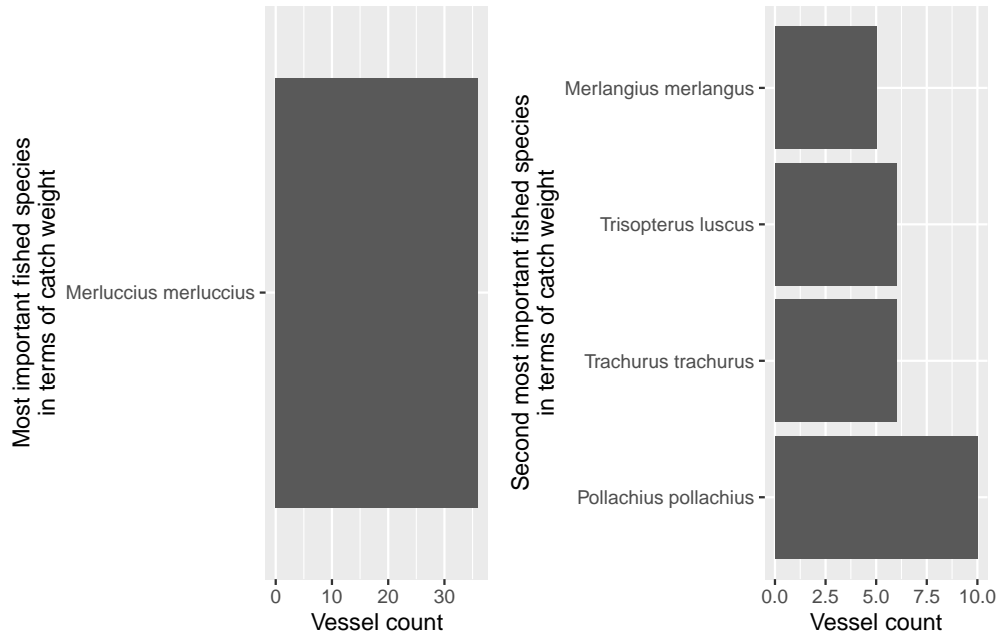 Most important fished species
in terms of catch weight
Merluccius merluccius
0 10 20 30
Vessel count
Second most important fished species
in terms of catch weight
Merlangius merlangus
Trisopterus luscus
Trachurus trachurus
Pollachius pollachius
0.0 2.5 5.0 7.5 10.0
Vessel count